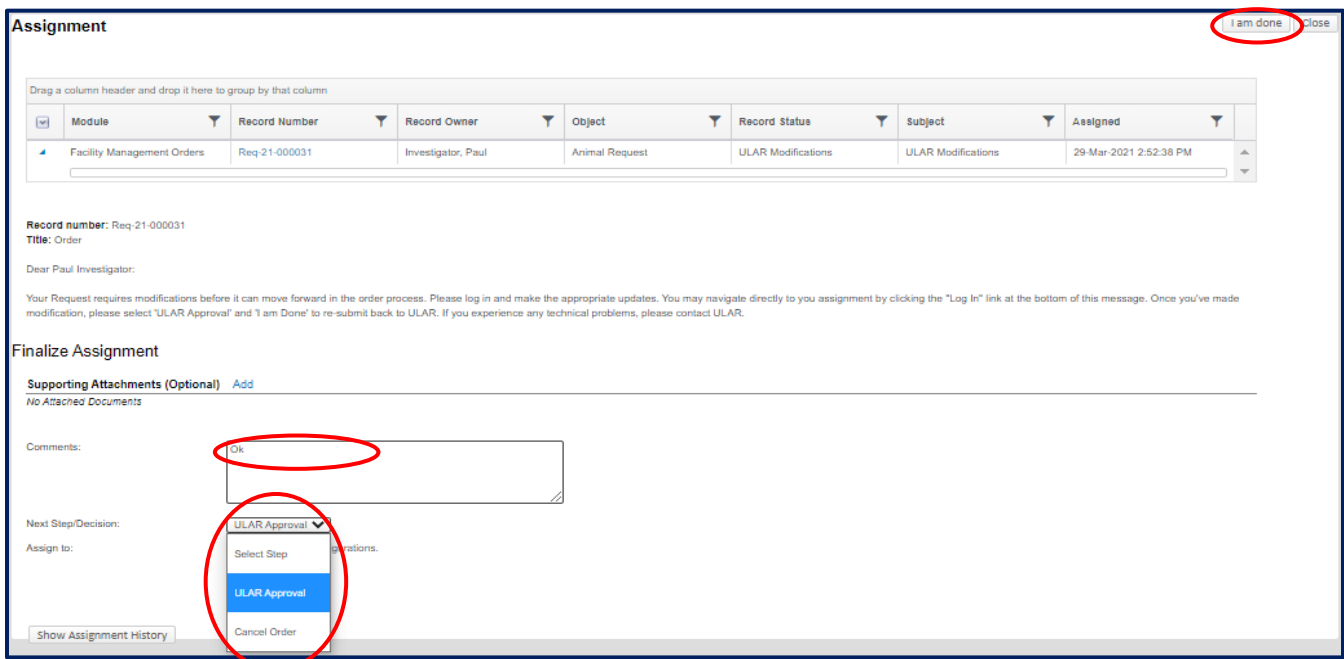 Assignment
I am done Close
Drag a column header and drop it here to group by that column
Module Record Number Record Owner Object Record Status Subject Assigned
Facility Management Orders Req-21-000031 Investigator, Paul Animal Request ULAR Modifications ULAR Modifications 29-Mar-2021 2:52:38 PM
Record number: Req-21-000031
Title: Order
Dear Paul Investigator:
Your Request requires modifications before it can move forward in the order process. Please log in and make the appropriate updates. You may navigate directly to you assignment by clicking the "Log In" link at the bottom of this message. Once you've made
modification, please select 'ULAR Approval' and 'I am Done' to re-submit back to ULAR. If you experience any technical problems, please contact ULAR.
Finalize Assignment
Supporting Attachments (Optional) Add
No Attached Documents
Comments:
Ok
Next Step/Decision:
ULAR Approval
Assign to:
Select Step
ULAR Approval
Cancel Order
Show Assignment History